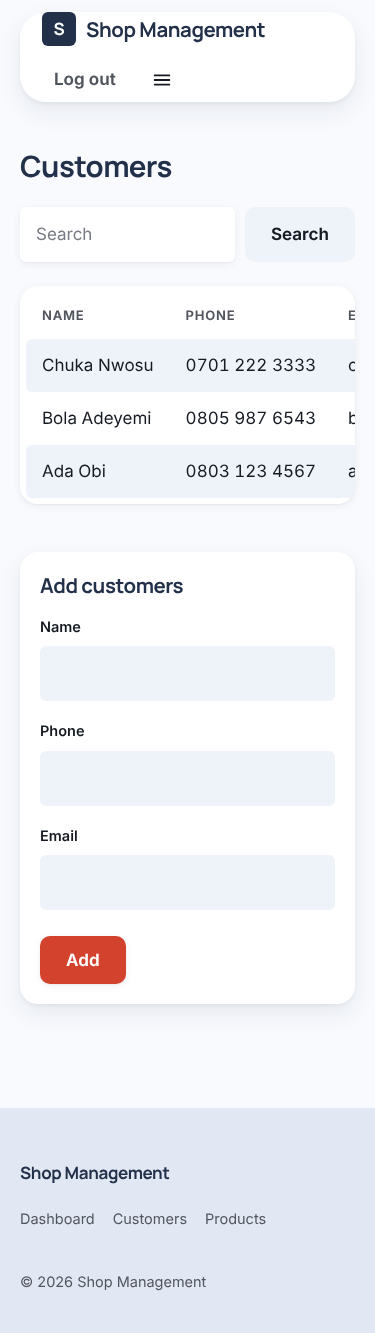 S Shop Management
Log out
Customers
Search Search
NAME PHONE E
Chuka Nwosu 0701 222 3333 c
Bola Adeyemi 0805 987 6543 b
Ada Obi 0803 123 4567 a
Add customers
Name
Phone
Email
Add
Shop Management
Dashboard Customers Products
© 2026 Shop Management